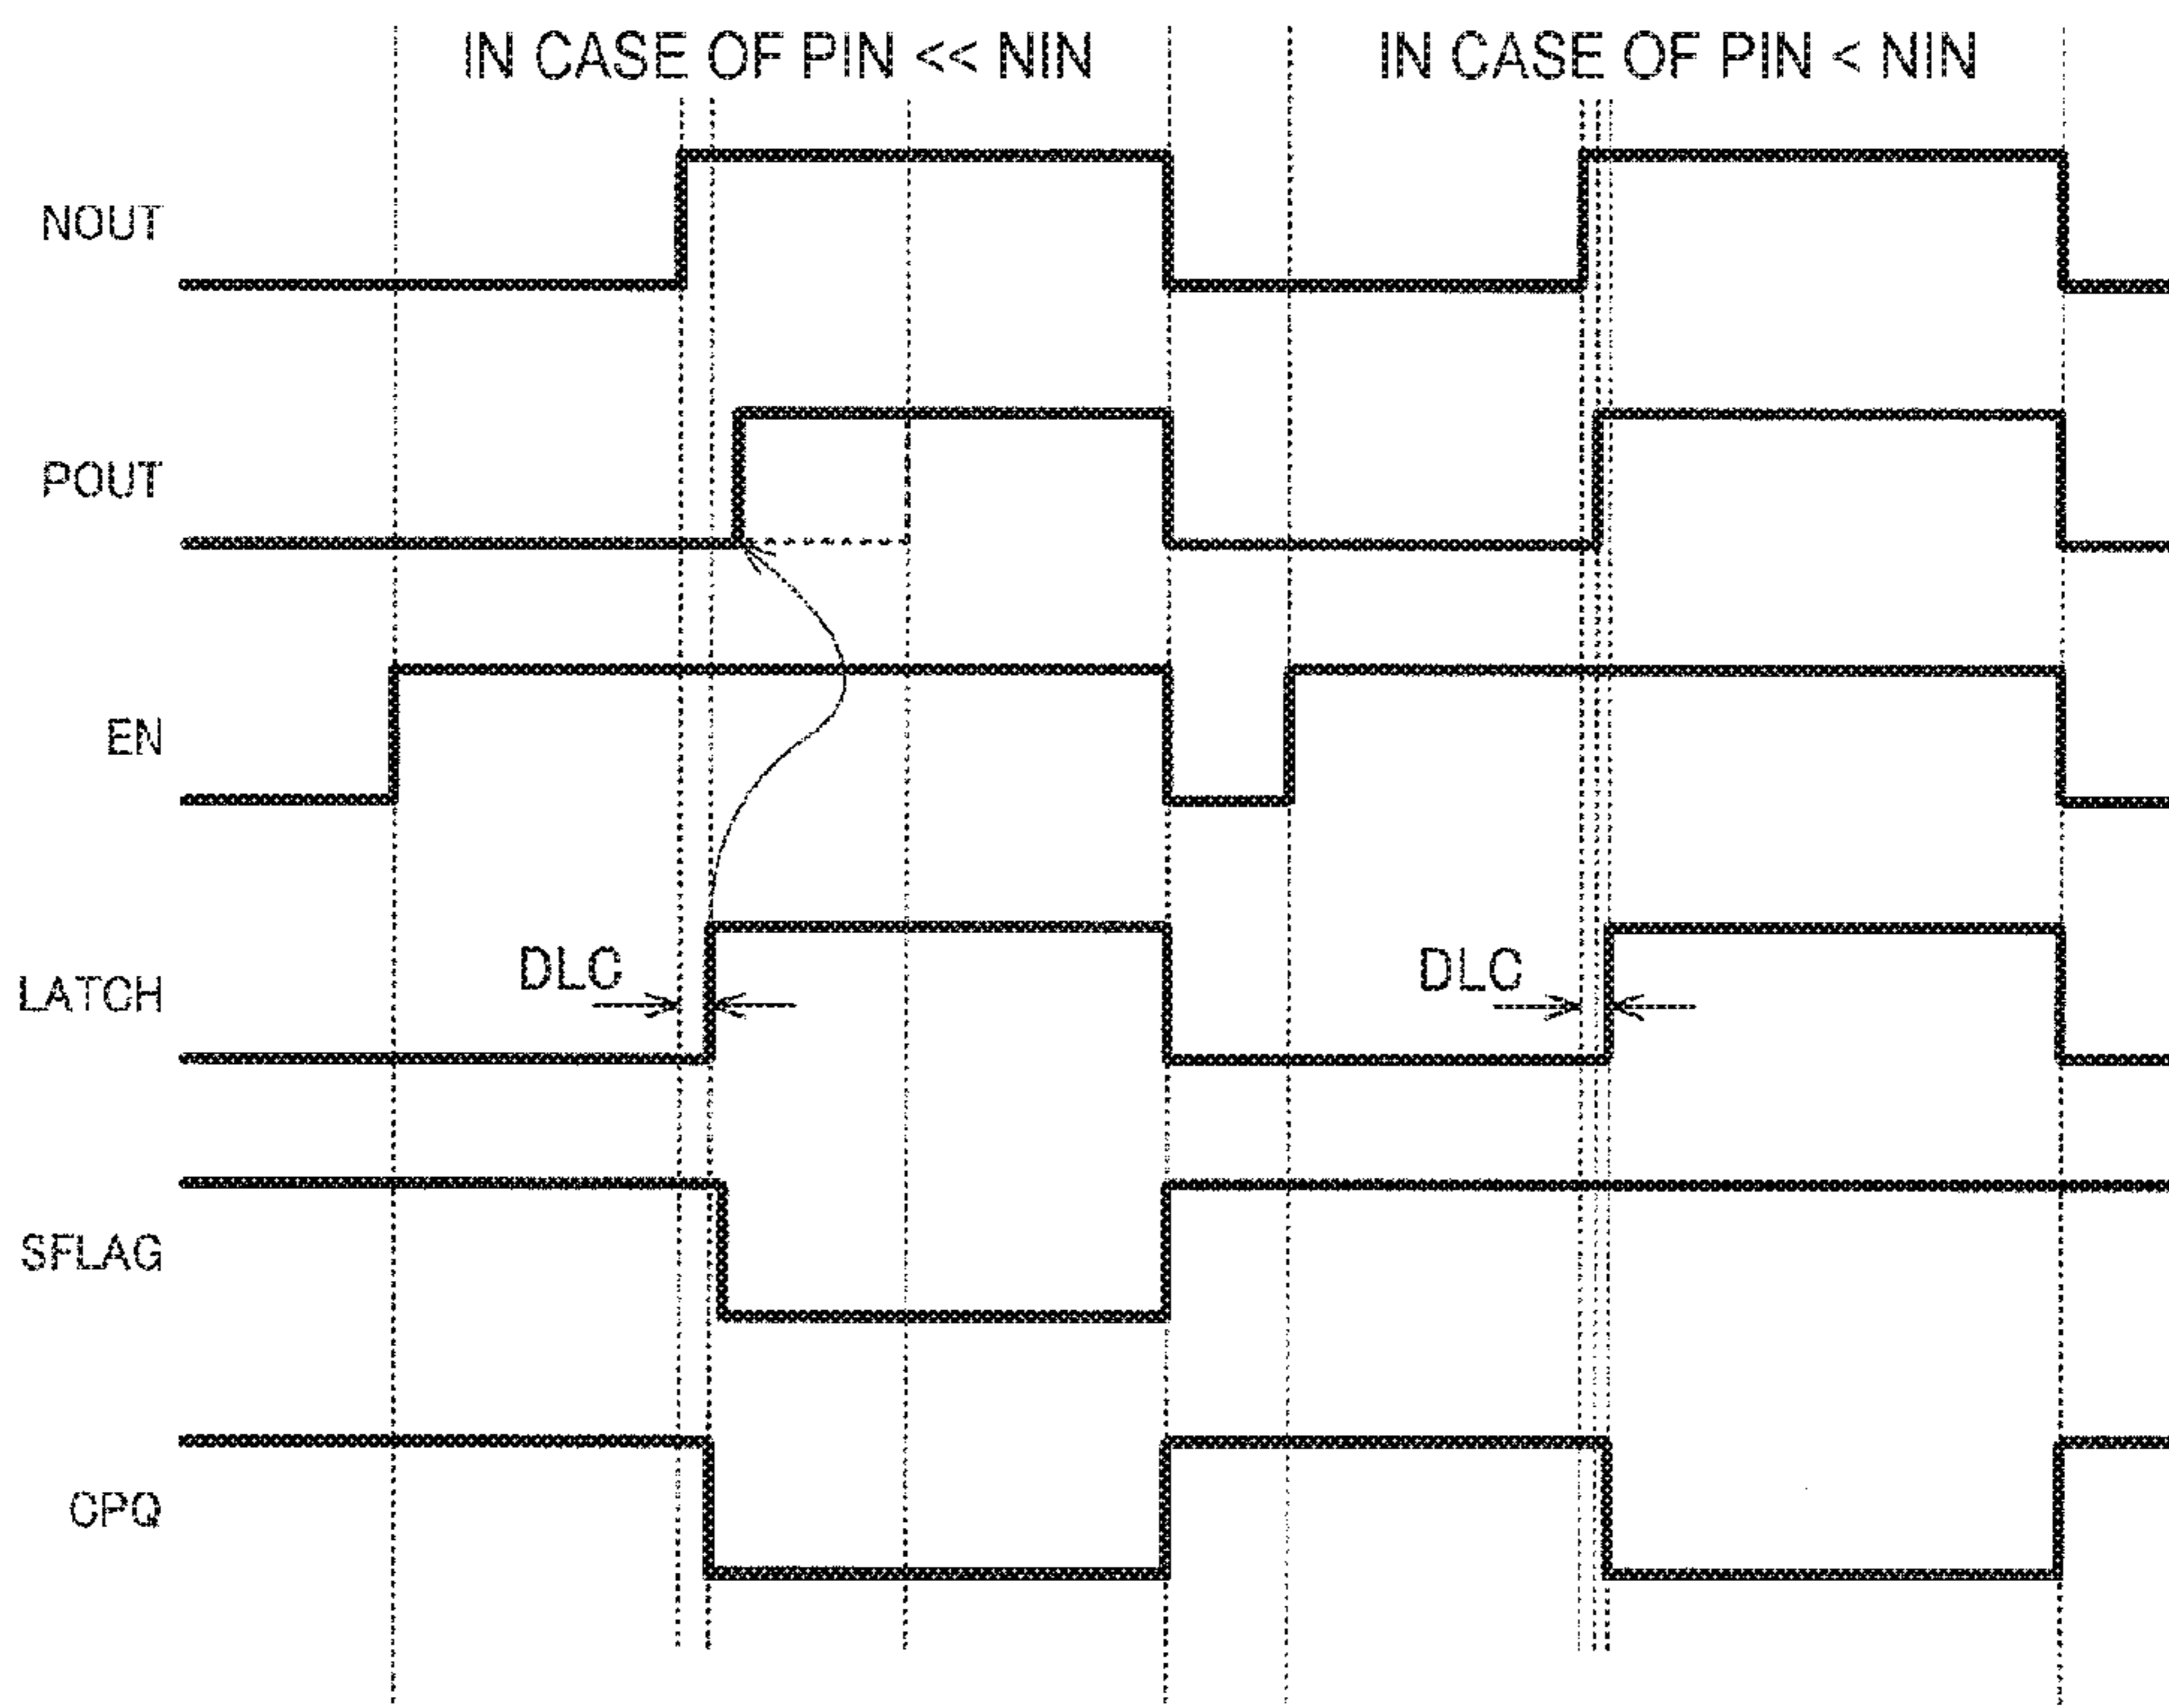 IN CASE OF PIN << NIN
IN CASE OF PIN < NIN
NOUT
POUT
EN
LATCH
DLC
DLC
SFLAG
CPQ